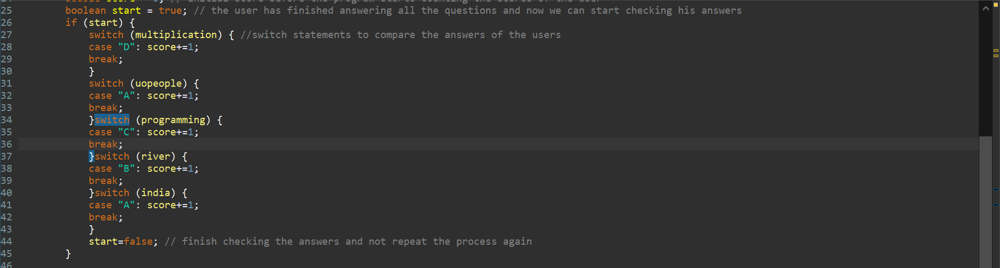 25 boolean start = true; // the user has finished answering all the questions and now we can start checking his answers
26 if (start) {
27 switch (multiplication) { //switch statements to compare the answers of the users
28 case "D": score+=1;
29 break;
30 }
31 switch (uopeople) {
32 case "A": score+=1;
33 break;
34 }switch (programming) {
35 case "C": score+=1;
36 break;
37 }switch (river) {
38 case "B": score+=1;
39 break;
40 }switch (india) {
41 case "A": score+=1;
42 break;
43 }
44 start=false; // finish checking the answers and not repeat the process again
45 }
46